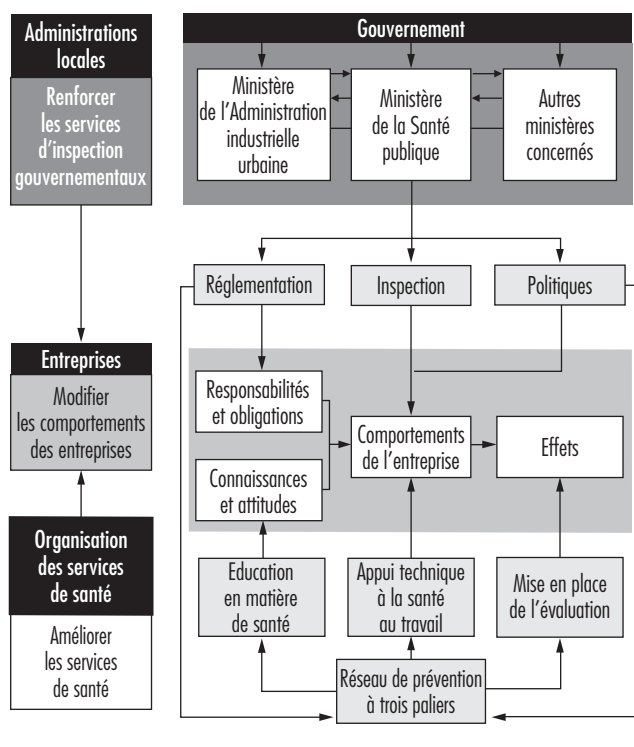 Administrations
locales
Renforcer
les services
d'inspection
gouvernementaux
Entreprises
Modifier
les comportements
des entreprises
Organisation
des services
de santé
Améliorer
les services
de santé
Gouvernement
Ministère
de l'Administration
industrielle
urbaine
Ministère
de la Santé
publique
Autres
ministères
concernés
Réglementation
Inspection
Politiques
Responsabilités
et obligations
Connaissances
et attitudes
Comportements
de l'entreprise
Effets
Education
en matière
de santé
Appui technique
à la santé
au travail
Mise en place
de l'évaluation
Réseau de prévention
à trois paliers